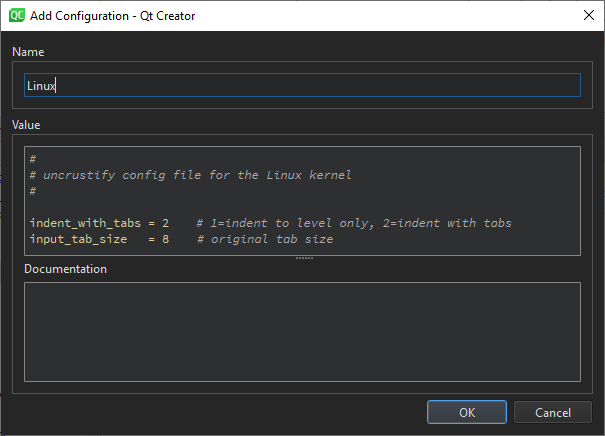 QC Add Configuration - Qt Creator
Name
Linux
Value
#
# uncrustify config file for the Linux kernel
#
indent_with_tabs = 2    # 1=indent to level only, 2=indent with tabs
input_tab_size   = 8    # original tab size
Documentation
OK Cancel